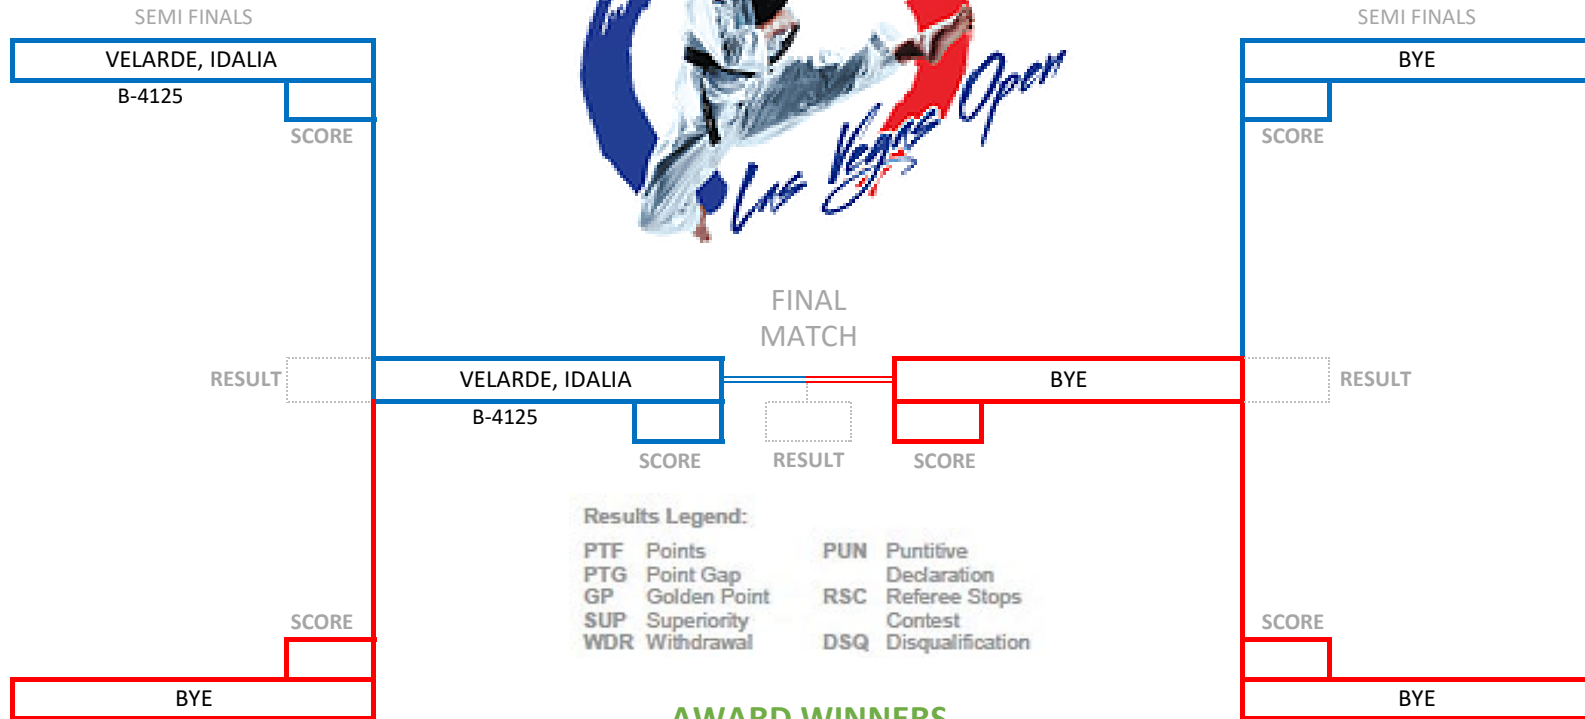 SEMI FINALS
SEMI FINALS
VELARDE, IDALIA
BYE
B-4125
SCORE
SCORE
Las Vegas Open
FINAL
MATCH
RESULT
VELARDE, IDALIA
BYE
RESULT
B-4125
SCORE
RESULT
SCORE
Results Legend:
PTF Points
PTG Point Gap
GP Golden Point
SUP Superiority
WDR Withdrawal
PUN Puntitive
Declaration
RSC Referee Stops
Contest
DSQ Disqualification
SCORE
SCORE
BYE
BYE
AWARD WINNERS